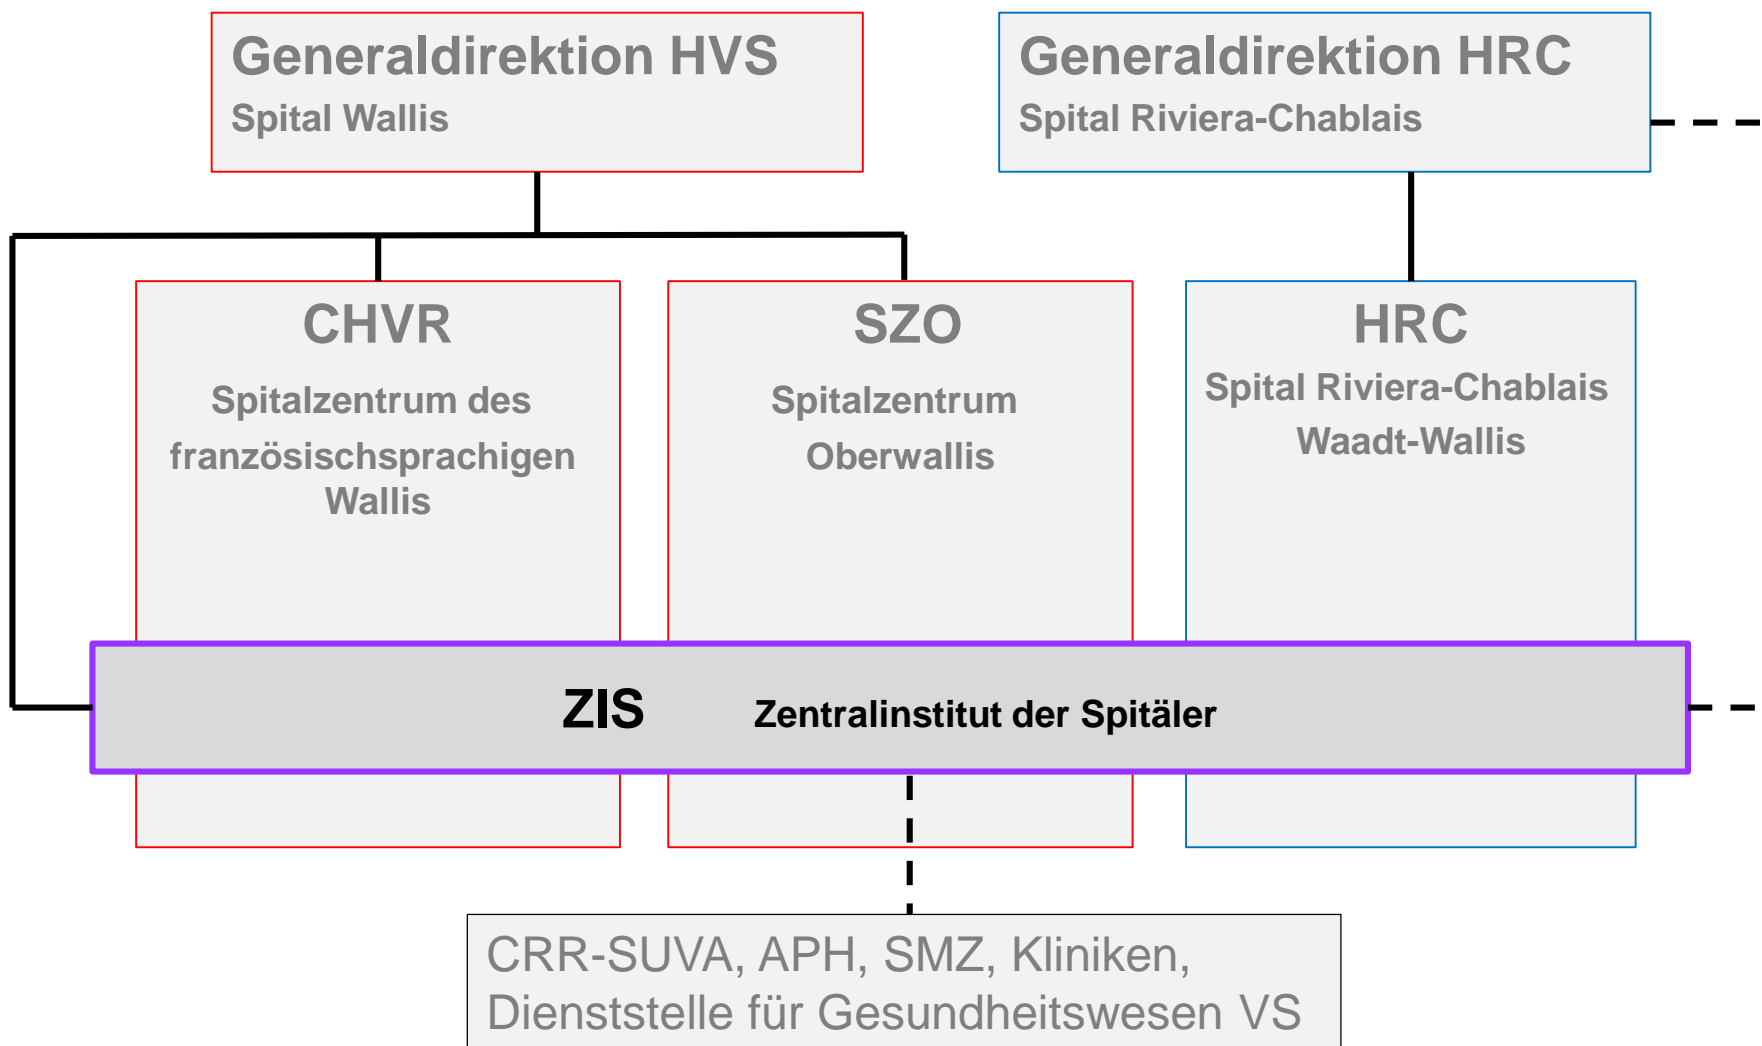 Generaldirektion HVS
Spital Wallis
Generaldirektion HRC
Spital Riviera-Chablais
CHVR
Spitalzentrum des
französischsprachigen
Wallis
SZO
Spitalzentrum
Oberwallis
HRC
Spital Riviera-Chablais
Waadt-Wallis
ZIS Zentralinstitut der Spitäler
CRR-SUVA, APH, SMZ, Kliniken,
Dienststelle für Gesundheitswesen VS